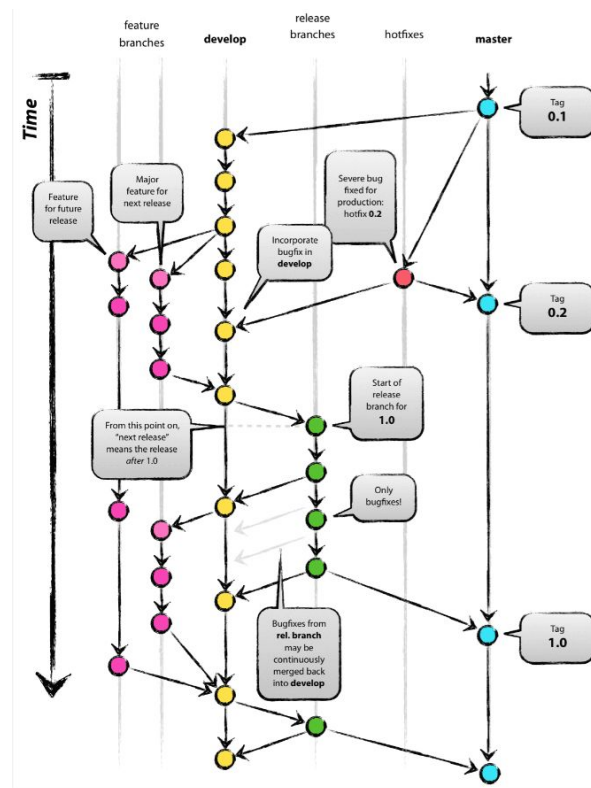 feature
branches
develop
release
branches
hotfixes
master
Time
Tag
0.1
Feature
for future
release
Major
feature for
next release
Severe bug
fixed for
production:
hotfix 0.2
Incorporate
bugfix in
develop
Tag
0.2
Start of
release
branch for
1.0
From this point on,
"next release"
means the release
after 1.0
Only
bugfixes!
Bugfixes from
rel. branch
may be
continuously
merged back
into develop
Tag
1.0